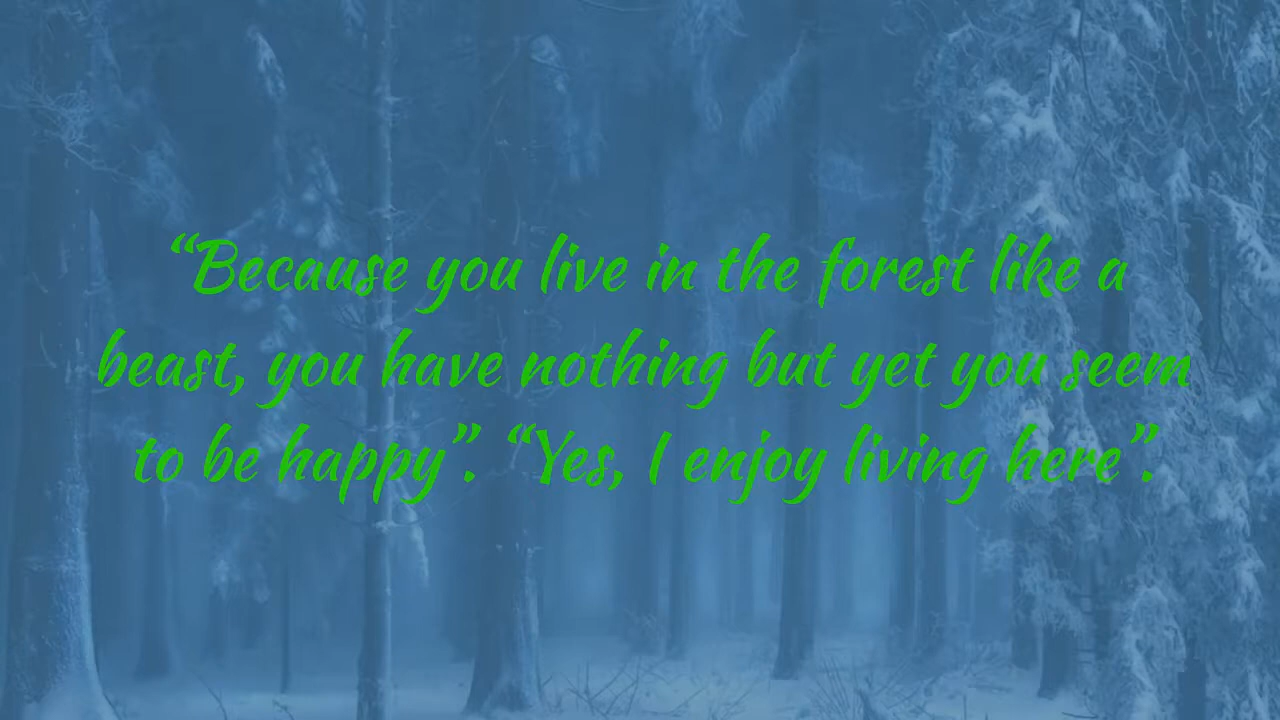 “Because you live in the forest like a
beast, you have nothing but yet you seem
to be happy”. “Yes, I enjoy living here”.